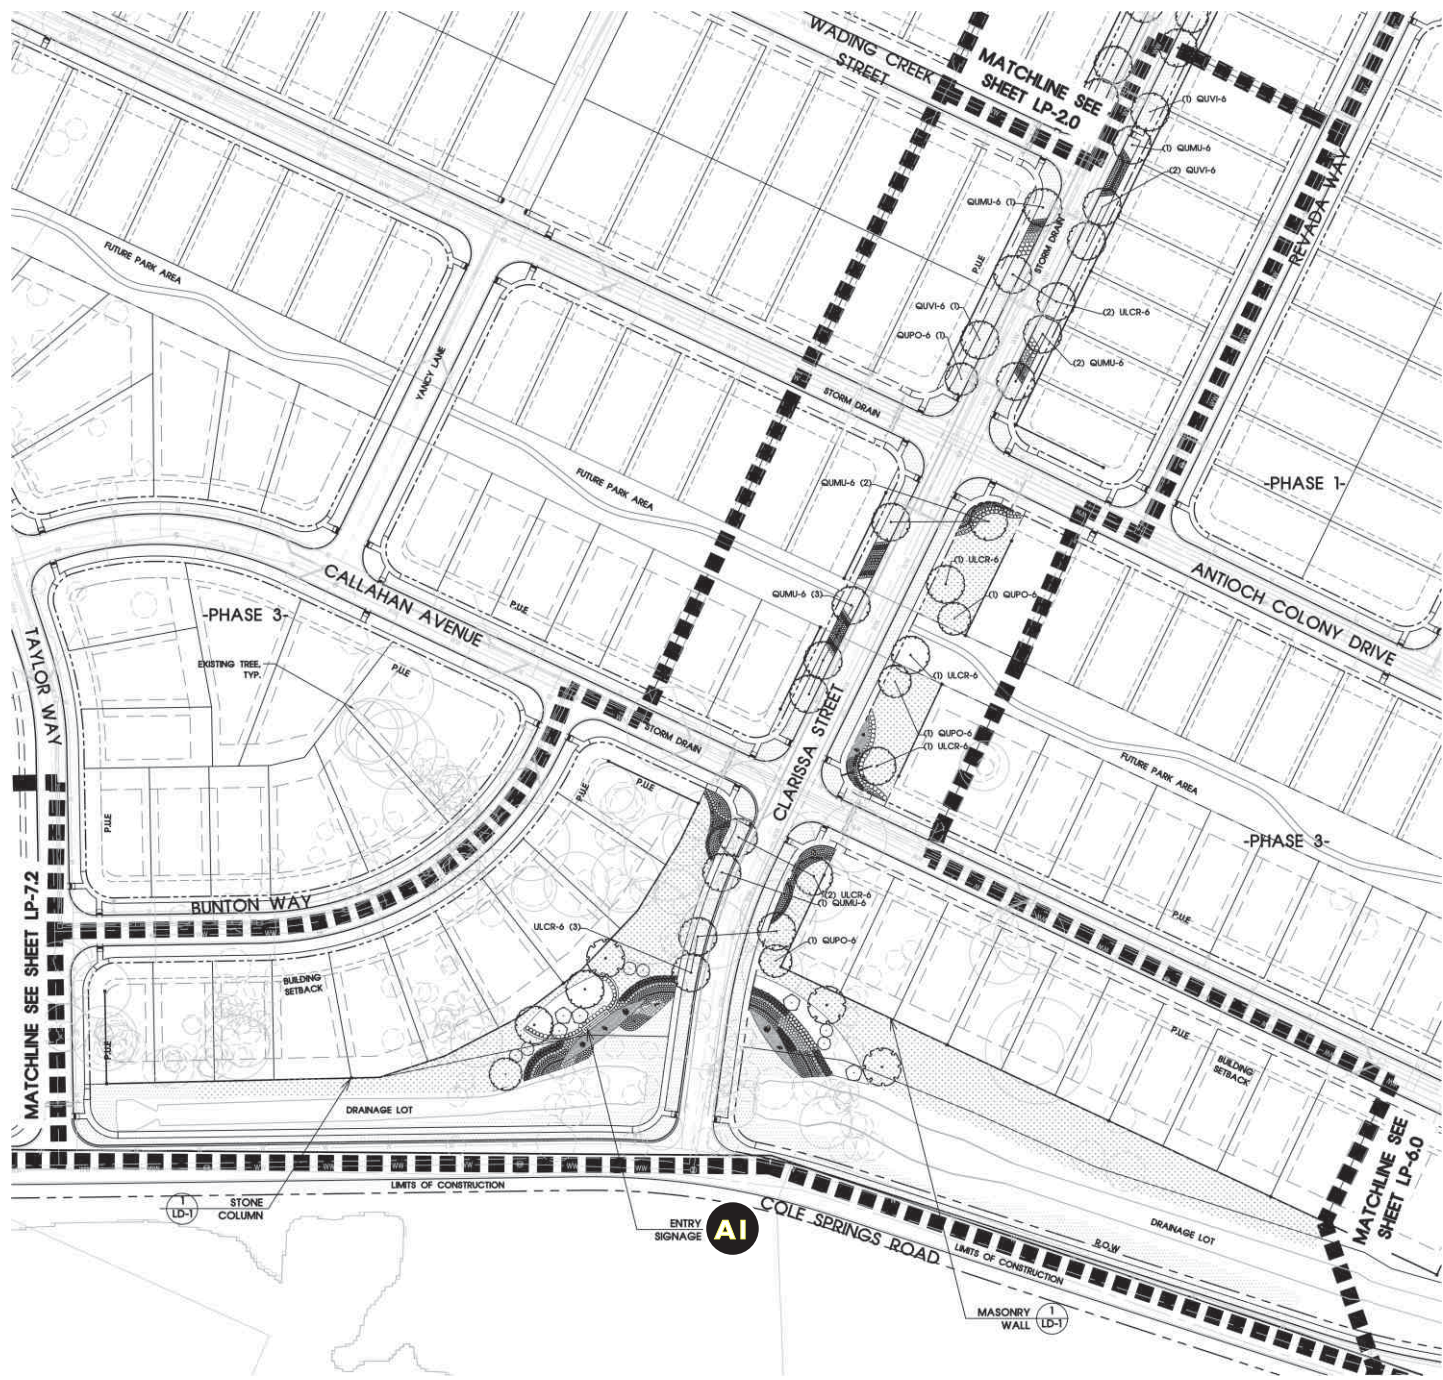 WADING CREEK
STREET
MATCHLINE SEE
SHEET LP-2.0
(1) QUVI-6
(1) QUMU-6
(2) QUVI-6
REVADA WAY
QUMU-6 (1)
STORM DRAIN
P.U.E
FUTURE PARK AREA
QUVI-6 (1)
(2) ULCR-6
QUPO-6 (1)
(2) QUMU-6
YANCY LANE
STORM DRAIN
FUTURE PARK AREA
QUMU-6 (2)
-PHASE 1-
(1) ULCR-6
ANTIOCH COLONY DRIVE
CALLAHAN AVENUE
P.U.E
QUMU-6 (3)
(1) QUPO-6
-PHASE 3-
TAYLOR WAY
EXISTING TREE,
TYP.
P.U.E
(1) ULCR-6
CLARISSA STREET
STORM DRAIN
(1) QUPO-6
(1) ULCR-6
FUTURE PARK AREA
P.U.E
P.U.E
P.U.E
-PHASE 3-
MATCHLINE SEE SHEET LP-7.2
BUNTON WAY
(2) ULCR-6
(1) QUMU-6
P.U.E
ULCR-6 (3)
(1) QUPO-6
BUILDING
SETBACK
P.U.E
P.U.E
BUILDING
SETBACK
DRAINAGE LOT
WW
WW
WW
WW
LIMITS OF CONSTRUCTION
1
LD-1
STONE
COLUMN
ENTRY
SIGNAGE
A1
COLE SPRINGS ROAD
R.O.W
LIMITS OF CONSTRUCTION
DRAINAGE LOT
MATCHLINE SEE
SHEET LP-6.0
MASONRY
WALL
1
LD-1